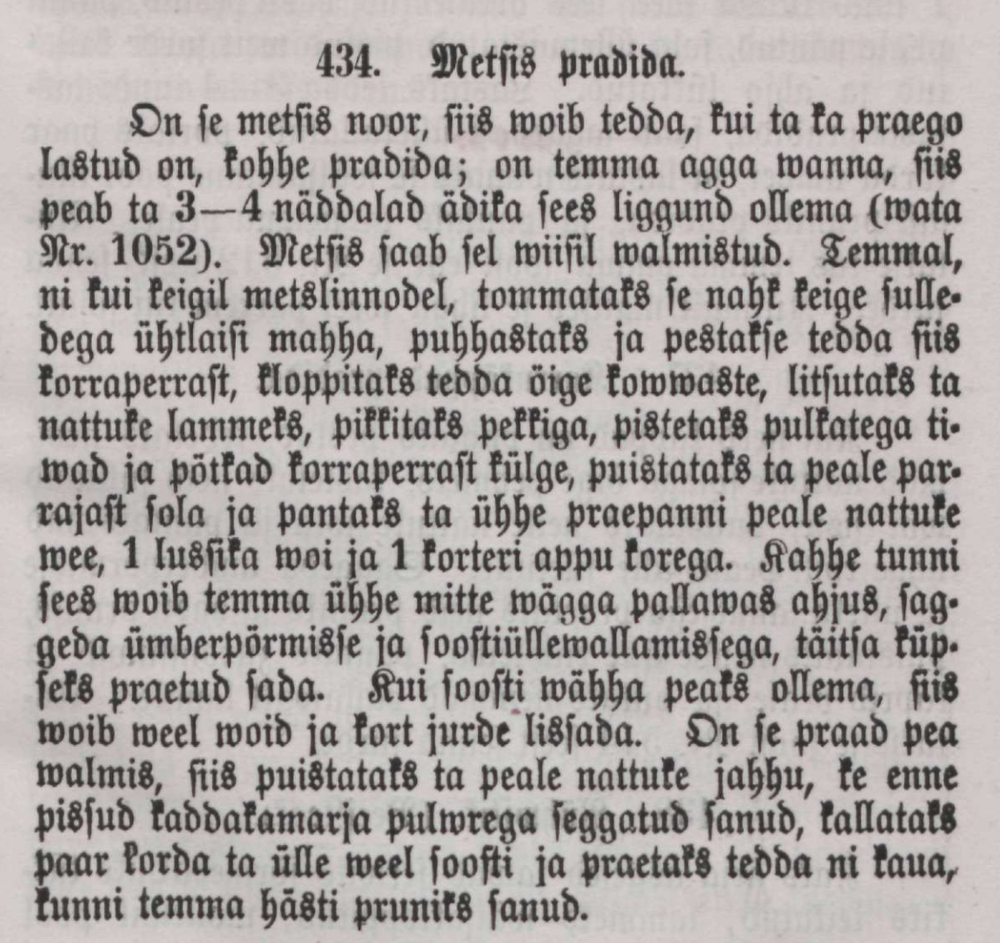 434. Metsis pradida.
On se metsis noor, siis woib tedda, kui ta ka praego
lastud on, kohhe pradida; on temma agga wanna, siis
peab ta 3—4 näddalad ädika sees liggund ollema (wata
Nr. 1052). Metsis saab sel wiisil walmistud. Temmal,
ni kui keigil metslinnodel, tommataks se nahk keige sulle-
dega ühtlaisi mahha, puhhastaks ja pestakse tedda siis
korraperrast, kloppitaks tedda öige kowwaste, litsutaks ta
nattuke lammeks, pikkitaks pekkiga, pistetaks pulkatega ti-
wad ja pötkad korraperrast külge, puistataks ta peale par-
rajast sola ja pantaks ta ühhe praepanni peale nattuke
wee, 1 lussika woi ja 1 korteri appu korega. Kahhe tunni
sees woib temma ühhe mitte wägga pallawas ahjus, sag-
geda ümberpörmisse ja soostiüllewallamissega, täitsa küp-
seks praetud sada. Kui soosti wähha peaks ollema, siis
woib weel woid ja kort jurde lissada. On se praad pea
walmis, siis puistataks ta peale nattuke jahhu, ke enne
pissud kaddakamarja pulwrega seggatud sanud, kallataks
paar korda ta ülle weel soosti ja praetaks tedda ni kaua,
kunni temma hästi pruniks sanud.